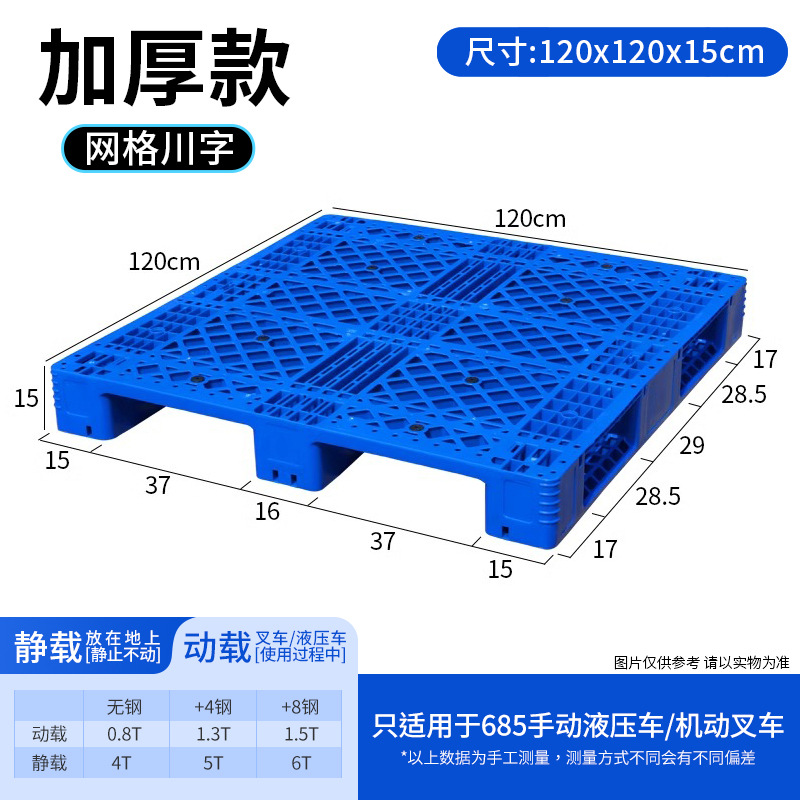 加厚款
网格川字
尺寸:120x120x15cm
120cm
120cm
15
15
37
16
37
15
17
28.5
29
28.5
17
静载 放在地上
[静止不动]
动载 叉车/液压车
[使用过程中]
图片仅供参考 请以实物为准
无钢 +4钢 +8钢
动载 0.8T 1.3T 1.5T
静载 4T 5T 6T
只适用于685手动液压车/机动叉车
*以上数据为手工测量，测量方式不同会有不同偏差